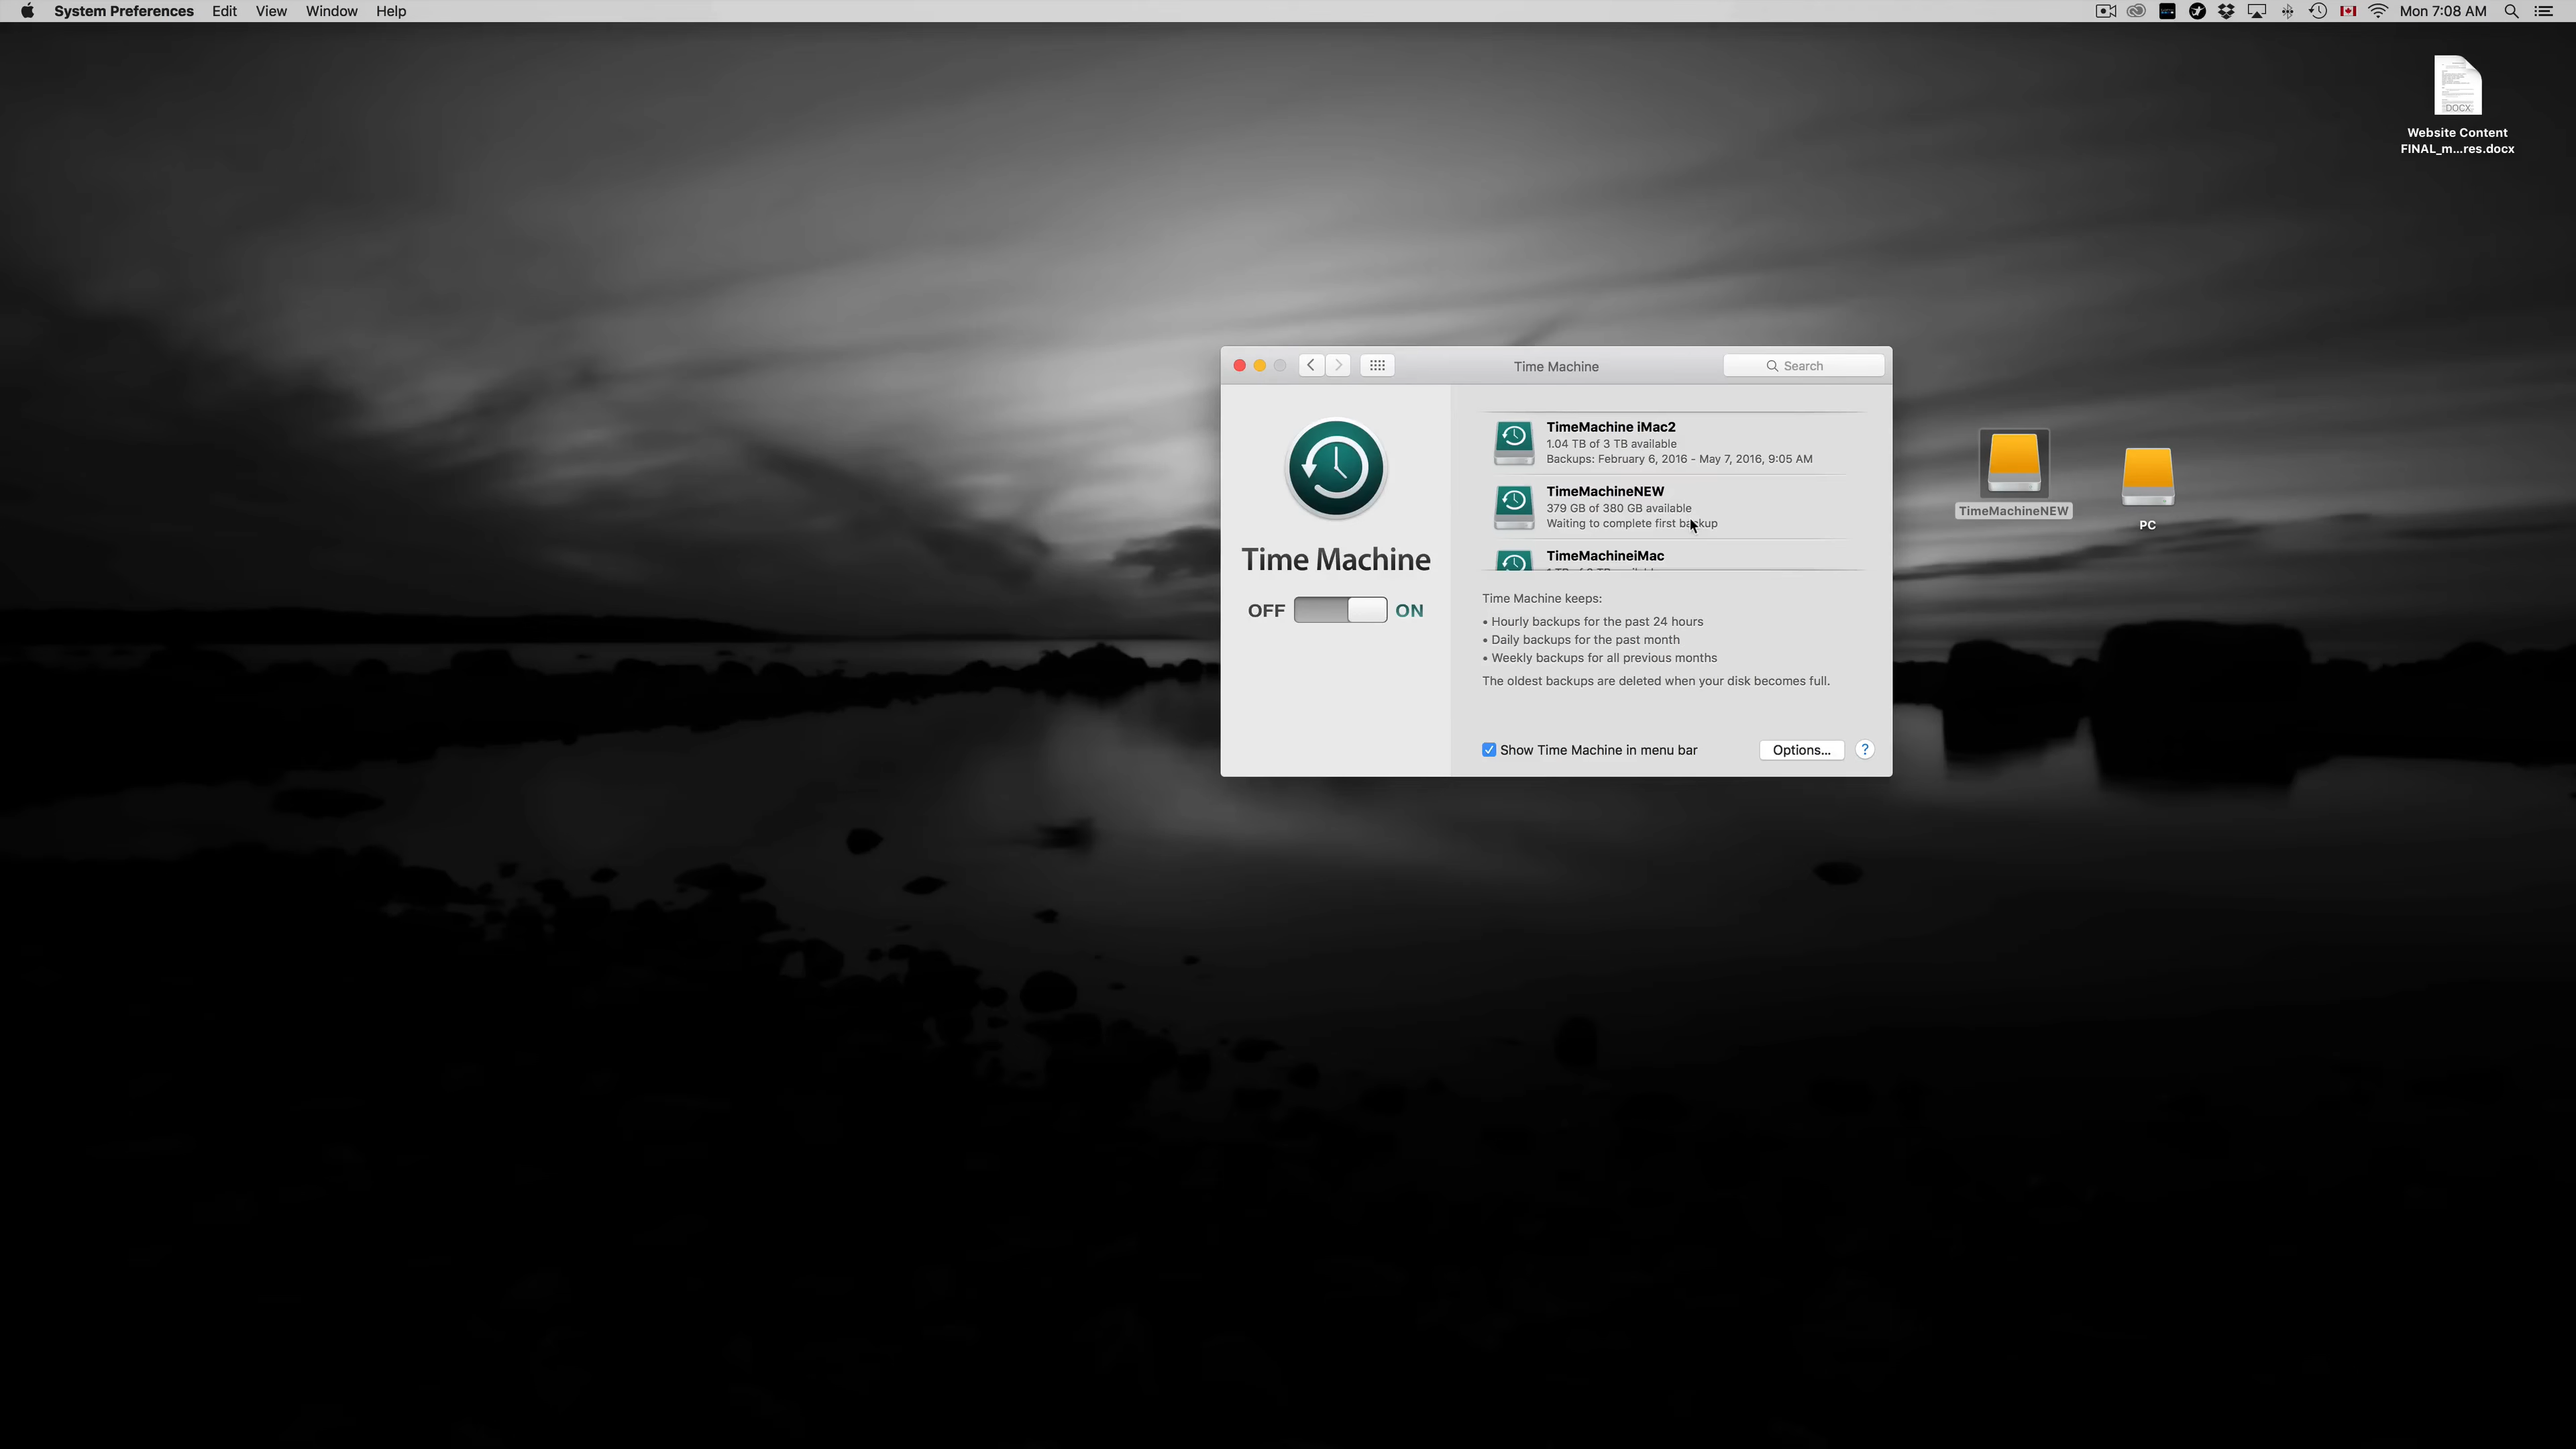 System Preferences Edit View Window Help
Mon 7:08 AM
DOCX
Website Content
FINAL_m...res.docx
Time Machine
Search
TimeMachine iMac2
1.04 TB of 3 TB available
Backups: February 6, 2016 - May 7, 2016, 9:05 AM
TimeMachineNEW
379 GB of 380 GB available
Waiting to complete first backup
TimeMachineiMac
Time Machine
OFF ON
Time Machine keeps:
• Hourly backups for the past 24 hours
• Daily backups for the past month
• Weekly backups for all previous months
The oldest backups are deleted when your disk becomes full.
Show Time Machine in menu bar
Options...
?
TimeMachineNEW
PC